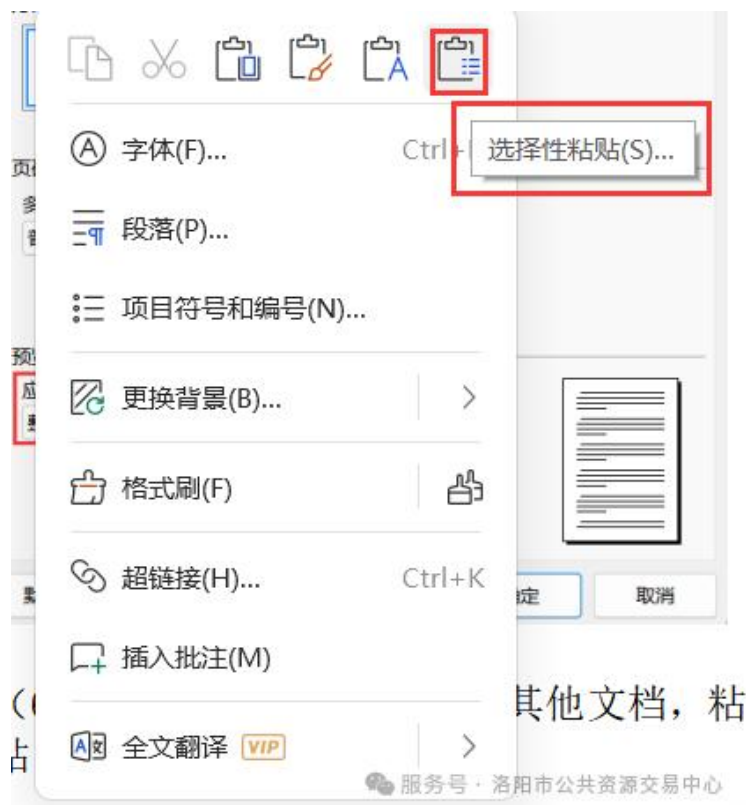 字体(F)...
Ctrl+
选择性粘贴(S)...
段落(P)...
项目符号和编号(N)...
更换背景(B)...
格式刷(F)
超链接(H)...
Ctrl+K
取消
插入批注(M)
其他文档，粘
全文翻译 VIP
服务号 · 洛阳市公共资源交易中心